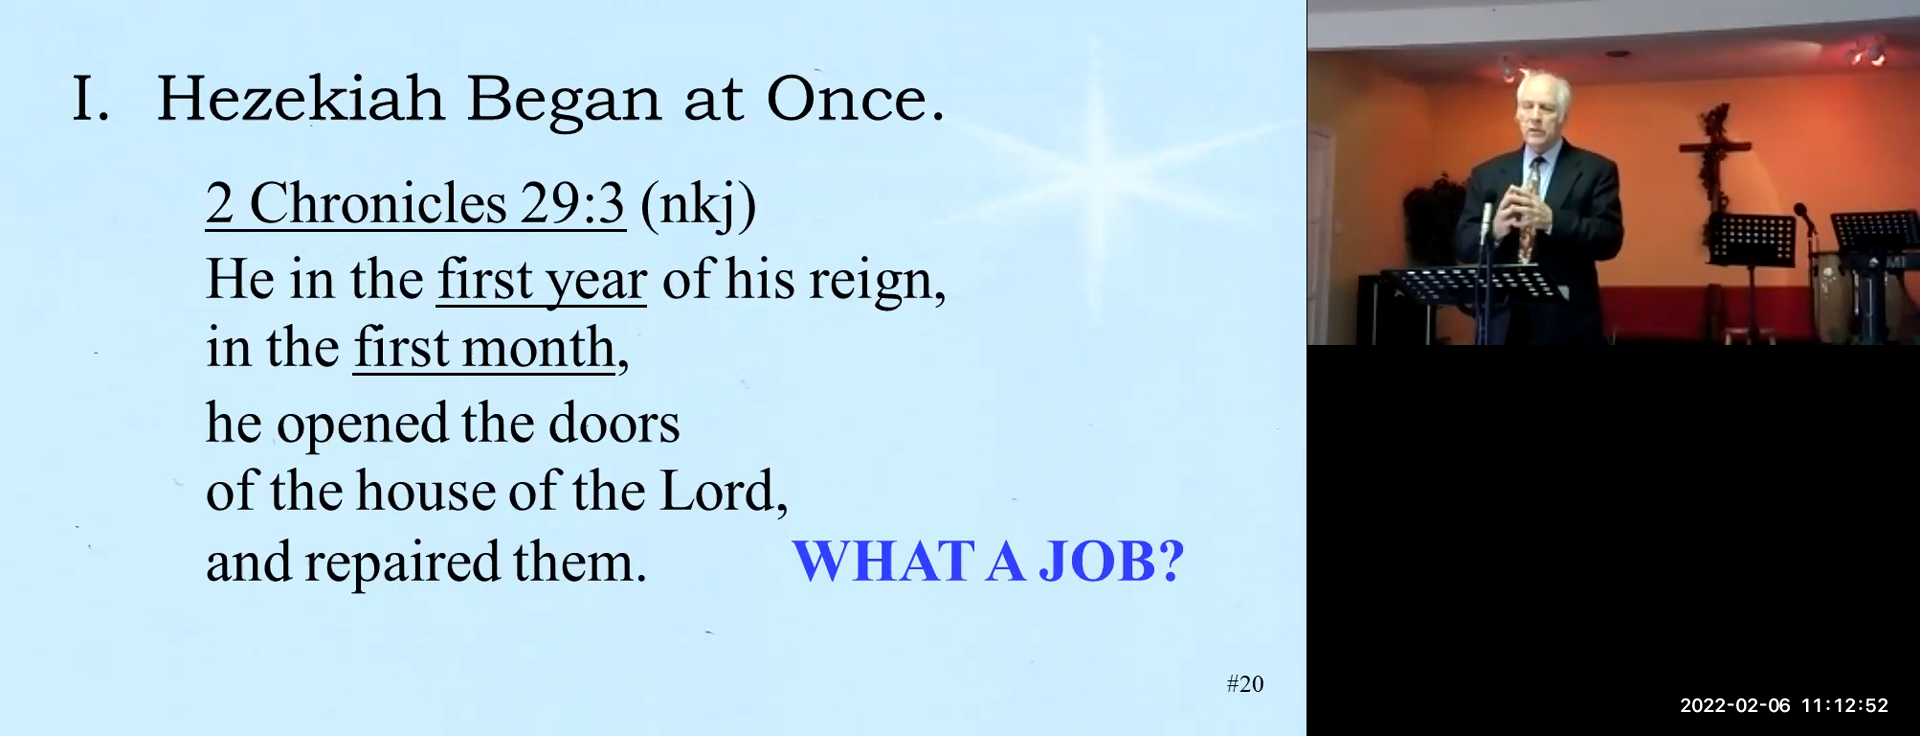 I. Hezekiah Began at Once.
2 Chronicles 29:3 (nkj)
He in the first year of his reign,
in the first month,
he opened the doors
of the house of the Lord,
and repaired them. WHAT A JOB?
#20
2022-02-06 11:12:52